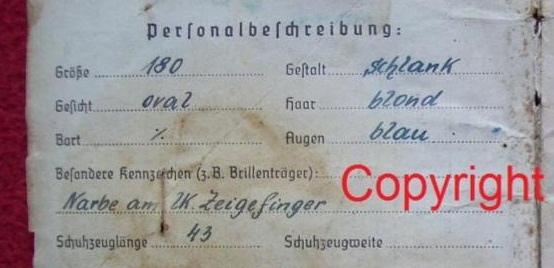 Personalbeschreibung:
Größe 180 Gestalt schlank
Gesicht oval Haar blond
Bart ∕. Augen blau
Besondere Kennzeichen (z.B. Brillenträger):
Narbe am Zeigefinger
Schuhzeuglänge 43 Schuhzeugweite
Copyright